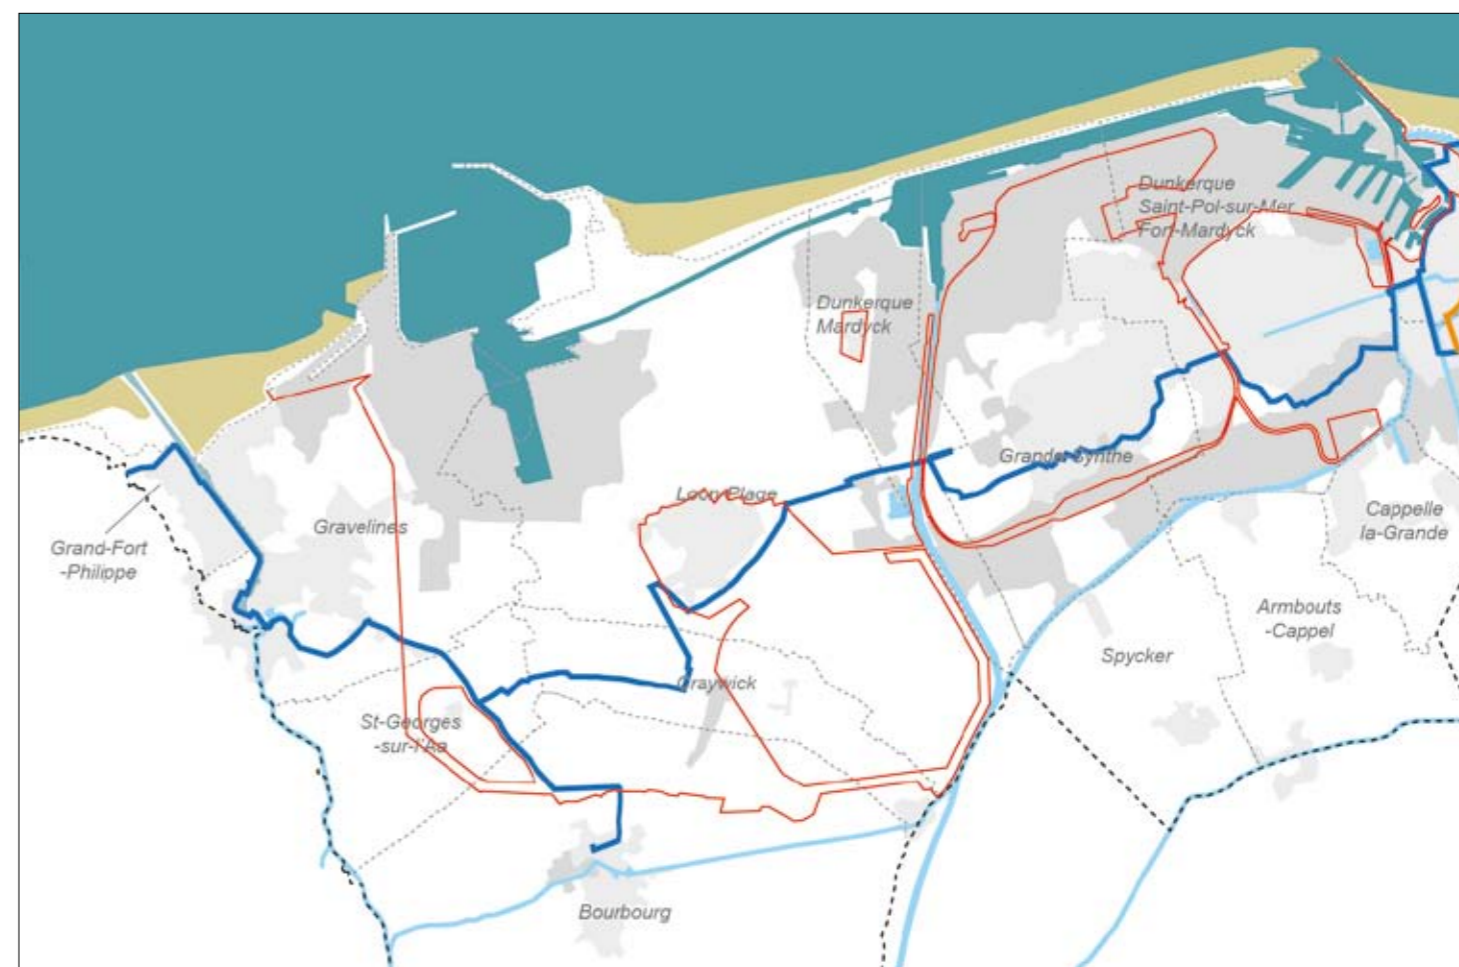 Dunkerque
Saint-Pol-sur-Mer
Fort-Mardyck
Dunkerque
Mardyck
Grande-Synthe
Loon-Plage
Cappelle
la-Grande
Gravelines
Grand-Fort
-Philippe
Armbouts
-Cappel
Spycker
Craywick
St-Georges
-sur-l'Aa
Bourbourg